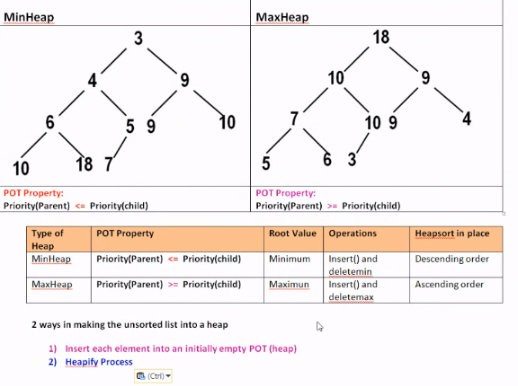 MinHeap
MaxHeap
3
18
4
9
10
9
6
5
9
10
7
10
9
4
10
18
7
5
6
3
POT Property:
Priority(Parent) <= Priority(child)
POT Property:
Priority(Parent) >= Priority(child)
Type of Heap
POT Property
Root Value
Operations
Heapsort in place
MinHeap
Priority(Parent) <= Priority(child)
Minimum
Insert() and deletemin
Descending order
MaxHeap
Priority(Parent) >= Priority(child)
Maximun
Insert() and deletemax
Ascending order
2 ways in making the unsorted list into a heap
1) Insert each element into an initially empty POT (heap)
2) Heapify Process
(Ctrl)